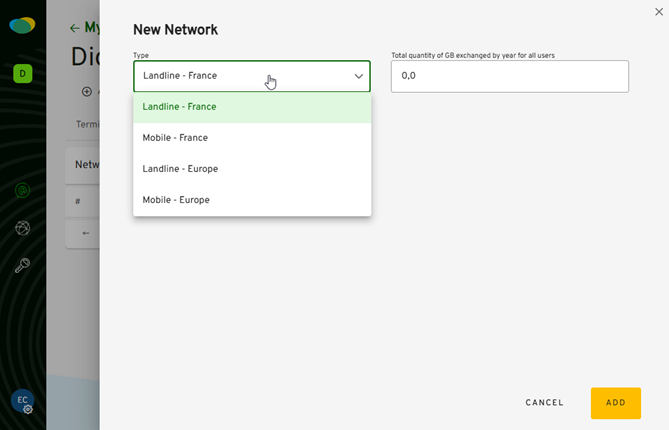 ← My
New Network
Type
Total quantity of GB exchanged by year for all users
Landline - France
0,0
D
Landline - France
Mobile - France
Landline - Europe
Mobile - Europe
Termi
Netw
#
←
EC
CANCEL
ADD